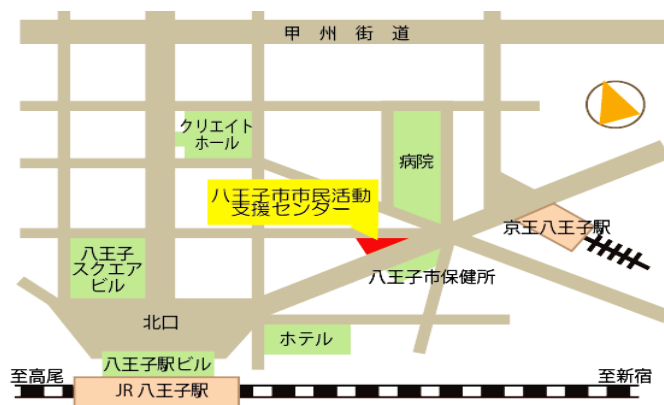 甲州街道
クリエイト
ホール
病院
八王子市市民活動
支援センター
京王八王子駅
八王子
スクエア
ビル
八王子市保健所
北口
ホテル
八王子駅ビル
至高尾
至新宿
JR 八王子駅